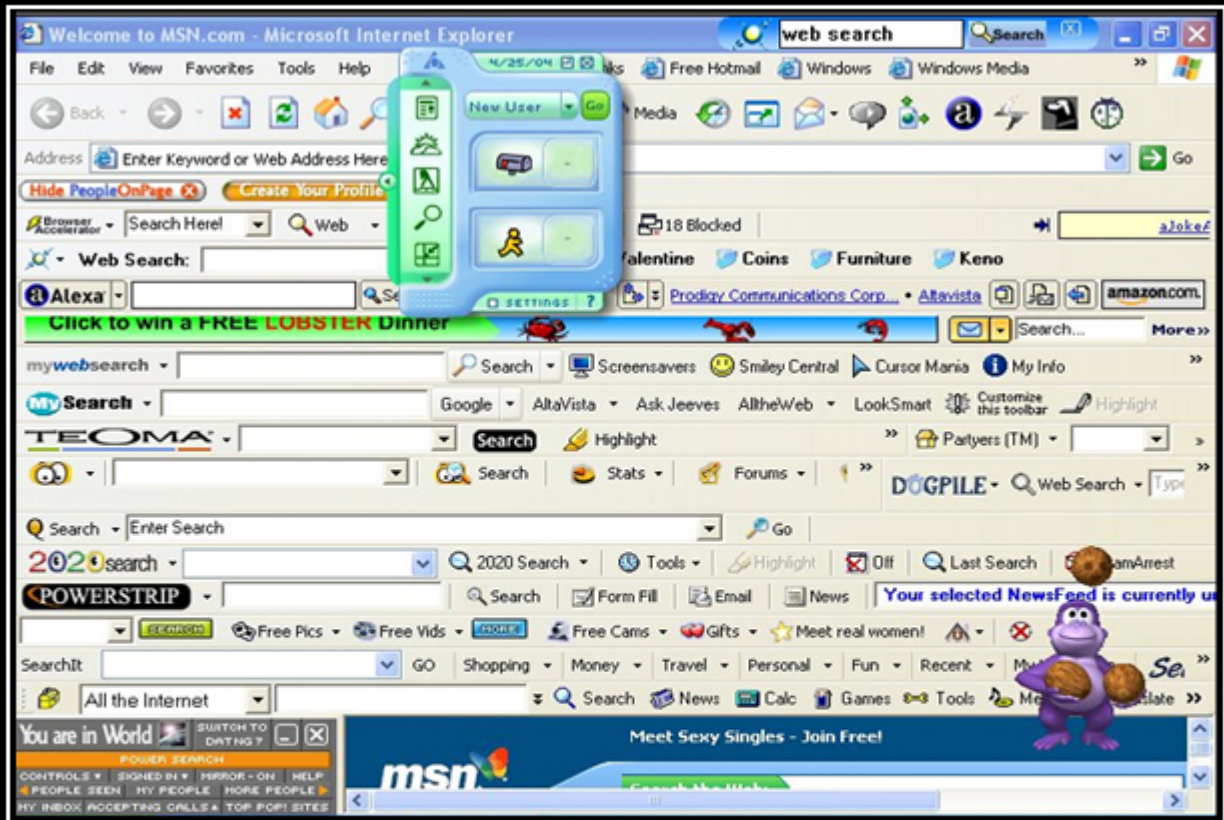 Welcome to MSN.com - Microsoft Internet Explorer
web search Search
File Edit View Favorites Tools Help
4/25/04
Free Hotmail Windows Windows Media »
Back
New User Go
Media
Address Enter Keyword or Web Address Here Go
Hide PeopleOnPage Create Your Profile
Browser Accelerator Search Here! Web 18 Blocked
Web Search: Valentine Coins Furniture Keno
Alexa Prodigy Communications Corp... • Altavista amazon.com.
SETTINGS ?
Click to win a FREE LOBSTER Dinner Search... More»
mywebsearch Search Screensavers Smiley Central Cursor Mania My Info »
My Search Google AltaVista Ask Jeeves AlltheWeb LookSmart Customize this toolbar Highlight
TEOMA Search Highlight » Partyers (TM) »
Search Stats Forums » DOGPILE Web Search Type »
Search Enter Search Go
2020search 2020 Search Tools Highlight Off Last Search
POWERSTRIP Search Form Fill Email News Your selected NewsFeed is currently
SEARCH Free Pics Free Vids MORE Free Cams Gifts Meet real women!
SearchIt GO Shopping Money Travel Personal Fun Recent »
All the Internet Search News Calc Games Tools »
You are in World SWITCH TO DATNG?
POWER SEARCH
CONTROLS SIGNED IN MIRROR-ON HELP
PEOPLE SEEN MY PEOPLE MORE PEOPLE
MY INBOX ACCEPTING CALLS TOP POP! SITES
Meet Sexy Singles - Join Free!
msn
Search the Web: